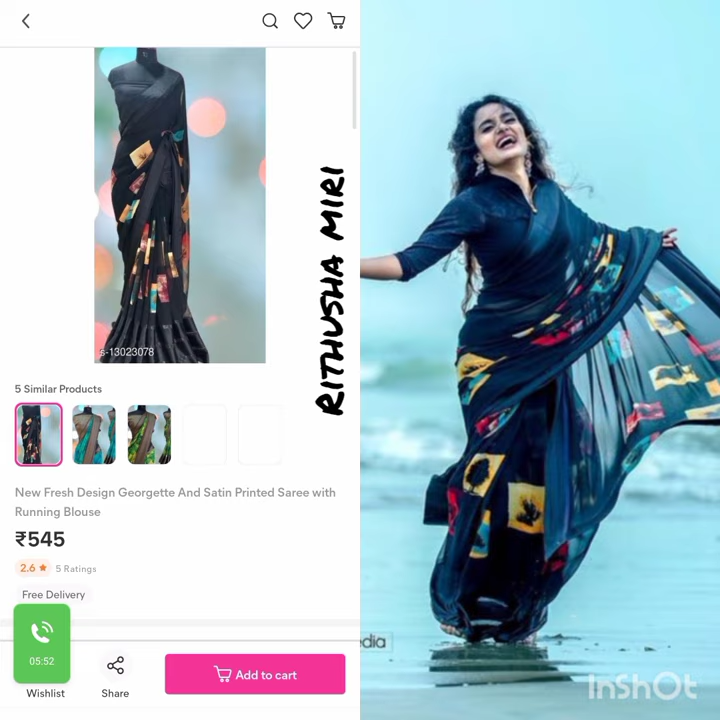 s-13023078
RITHUSHA MIRI
5 Similar Products
New Fresh Design Georgette And Satin Printed Saree with
Running Blouse
₹545
2.6 ★ 5 Ratings
Free Delivery
05:52
Wishlist
Share
Add to cart
dia
InShOt